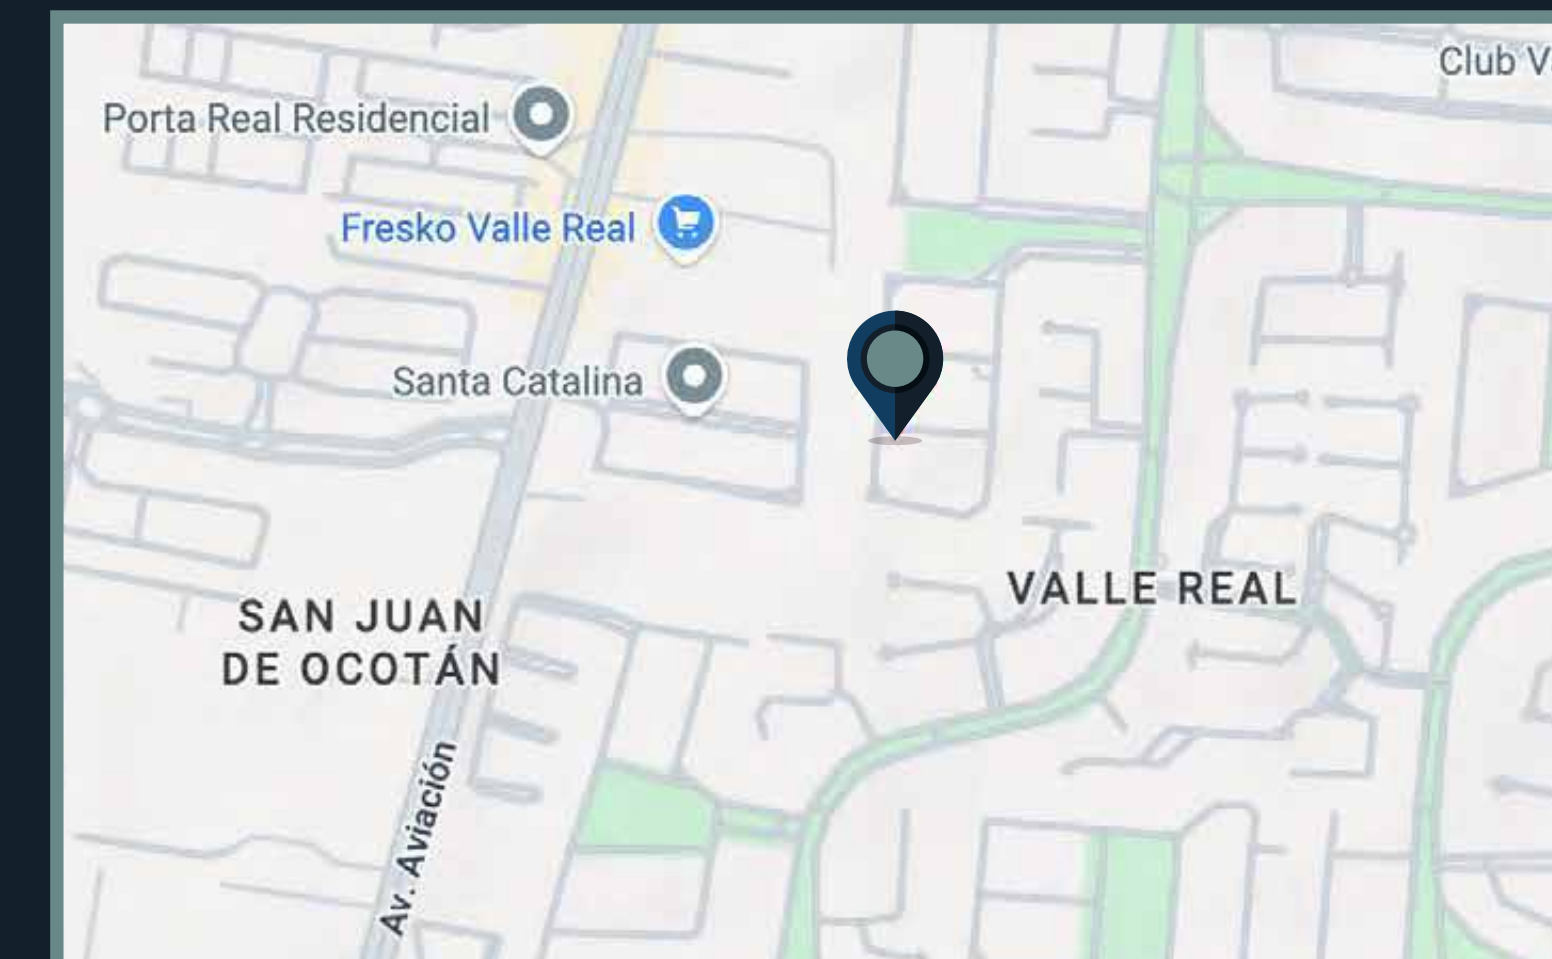 Club V
Porta Real Residencial
Fresko Valle Real
Santa Catalina
VALLE REAL
SAN JUAN
DE OCOTÁN
Av. Aviación